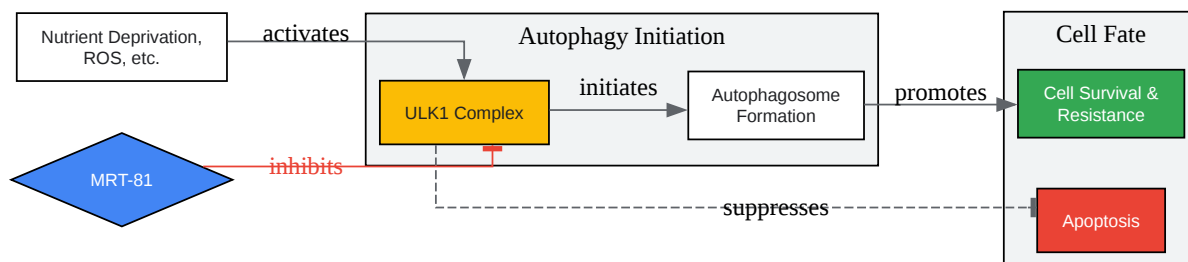 Nutrient Deprivation,
ROS, etc.
activates
Autophagy Initiation
ULK1 Complex
initiates
Autophagosome
Formation
promotes
Cell Fate
Cell Survival &
Resistance
MRT-81
inhibits
suppresses
Apoptosis